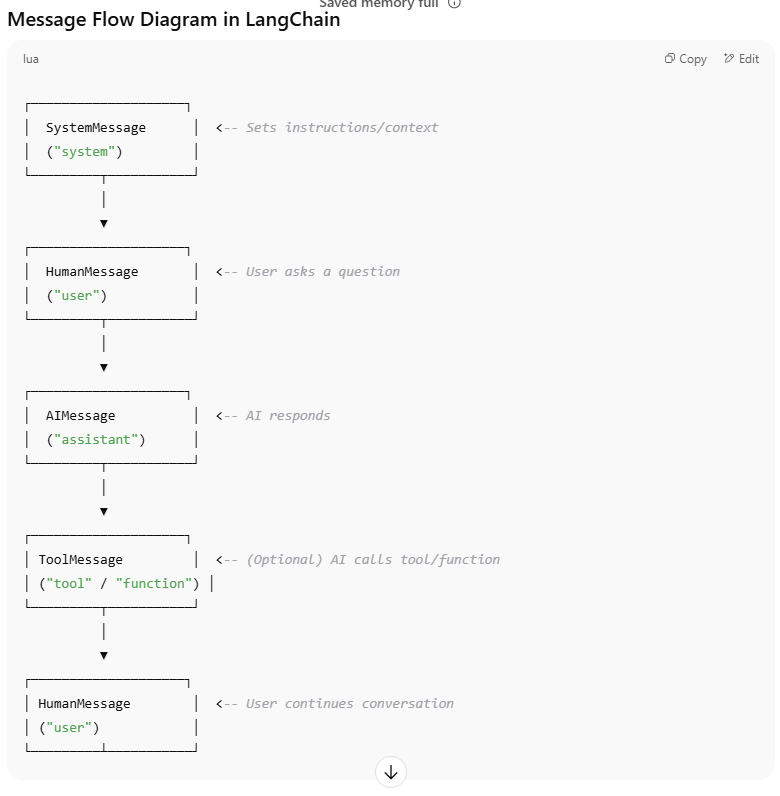 Saved memory full
Message Flow Diagram in LangChain
lua
Copy
Edit
SystemMessage <-- Sets instructions/context
("system")
HumanMessage <-- User asks a question
("user")
AIMessage <-- AI responds
("assistant")
ToolMessage <-- (Optional) AI calls tool/function
("tool" / "function")
HumanMessage <-- User continues conversation
("user")